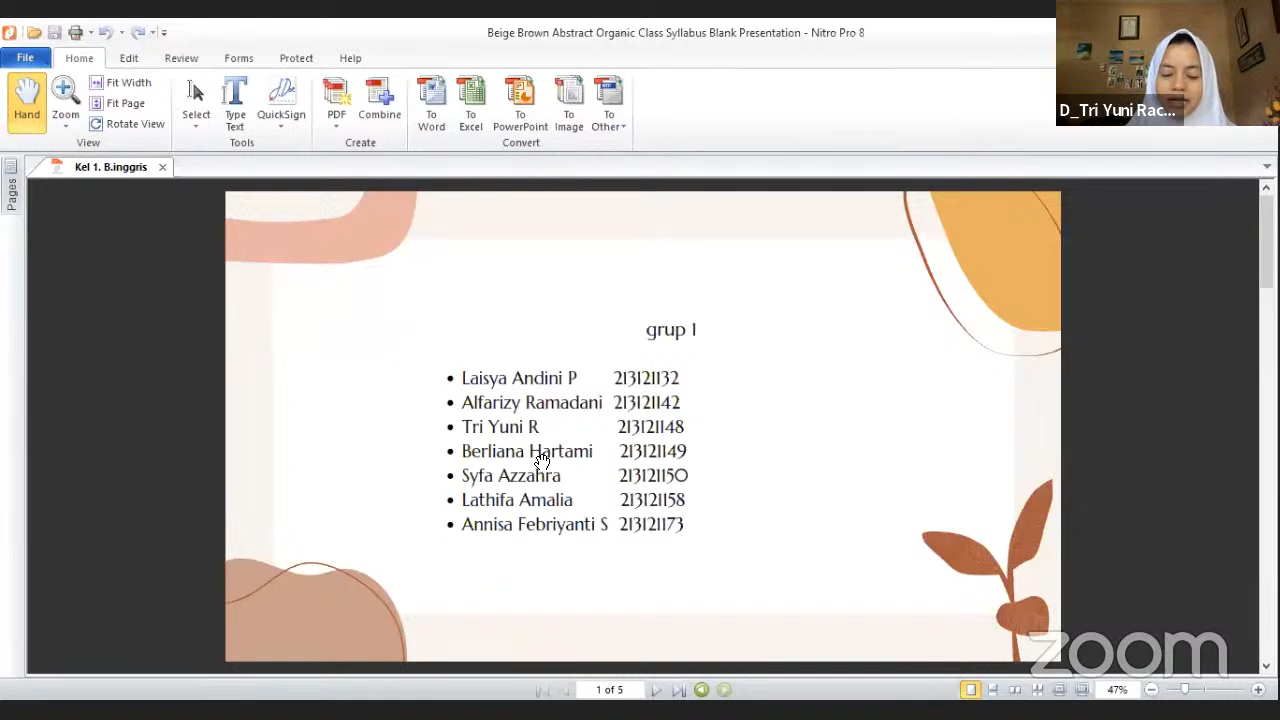 Beige Brown Abstract Organic Class Syllabus Blank Presentation - Nitro Pro 8
File Home Edit Review Forms Protect Help
Hand
Zoom
Fit Width
Fit Page
Rotate View
View
Select
Type Text
QuickSign
Tools
PDF
Combine
Create
To Word
To Excel
To PowerPoint
To Image
To Other
Convert
D_Tri Yuni Rac...
Kel 1. B.inggris
Pages
grup 1
Laisya Andini P 213121132
Alfarizy Ramadani 213121142
Tri Yuni R 213121148
Berliana Hartami 213121149
Syfa Azzahra 213121150
Lathifa Amalia 213121158
Annisa Febriyanti S 213121173
zoom
1 of 5
47%